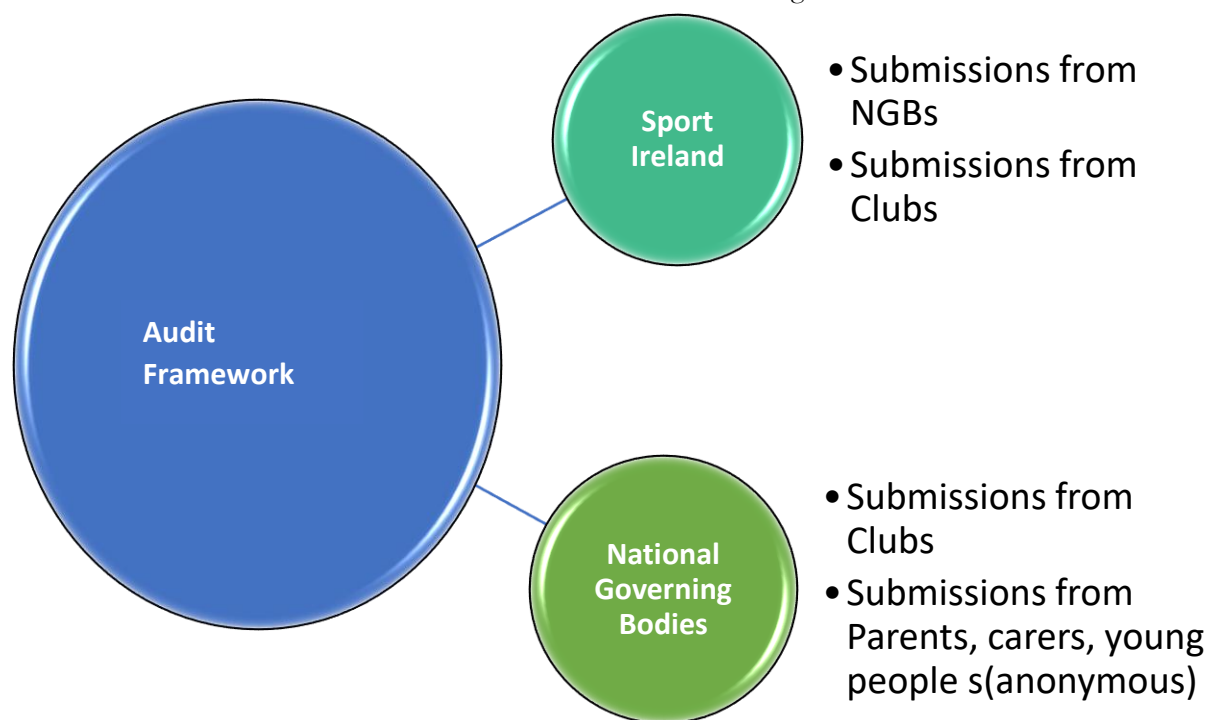 Audit
Framework
Sport
Ireland
• Submissions from
NGBs
• Submissions from
Clubs
National
Governing
Bodies
• Submissions from
Clubs
• Submissions from
Parents, carers, young
people s(anonymous)